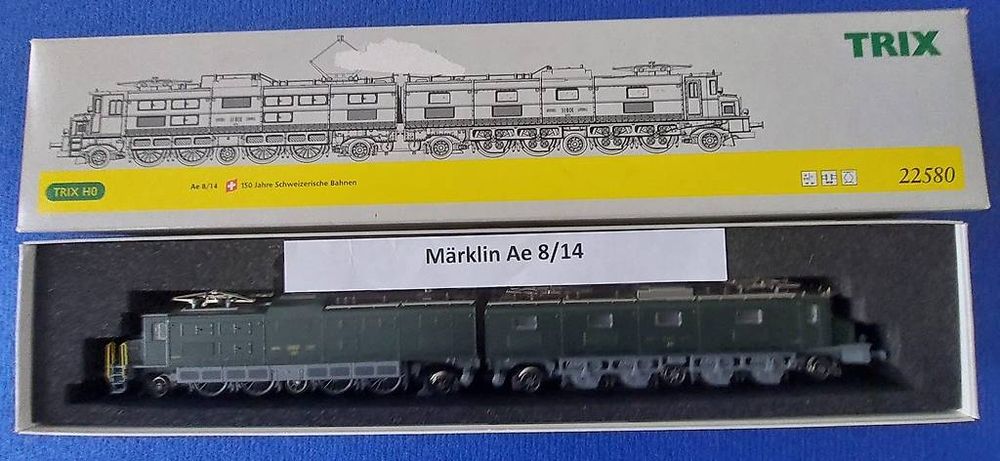 TRIX
TRIX H0
Ae 8/14 150 Jahre Schweizerische Bahnen
22580
Märklin Ae 8/14